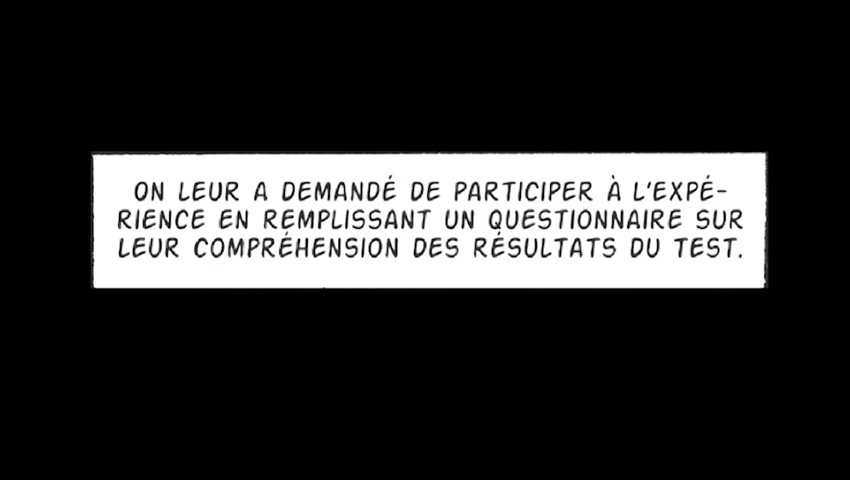 ON LEUR A DEMANDÉ DE PARTICIPER À L'EXPÉ-
RIENCE EN REMPLISSANT UN QUESTIONNAIRE SUR
LEUR COMPRÉHENSION DES RÉSULTATS DU TEST.